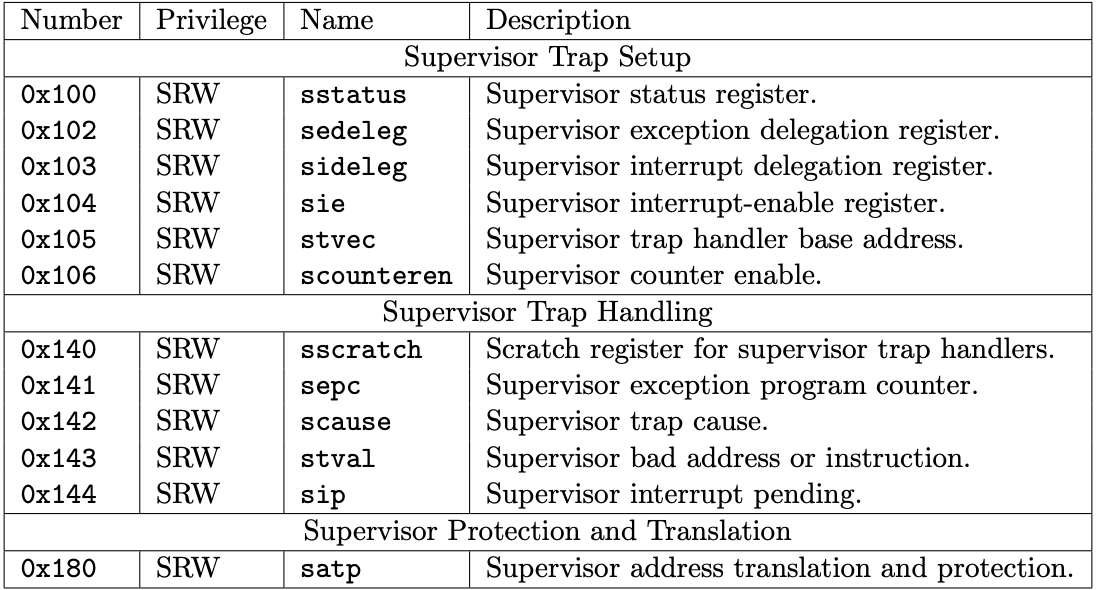 Number Privilege Name Description
Supervisor Trap Setup
0x100 SRW sstatus Supervisor status register.
0x102 SRW sedeleg Supervisor exception delegation register.
0x103 SRW sideleg Supervisor interrupt delegation register.
0x104 SRW sie Supervisor interrupt-enable register.
0x105 SRW stvec Supervisor trap handler base address.
0x106 SRW scounteren Supervisor counter enable.
Supervisor Trap Handling
0x140 SRW sscratch Scratch register for supervisor trap handlers.
0x141 SRW sepc Supervisor exception program counter.
0x142 SRW scause Supervisor trap cause.
0x143 SRW stval Supervisor bad address or instruction.
0x144 SRW sip Supervisor interrupt pending.
Supervisor Protection and Translation
0x180 SRW satp Supervisor address translation and protection.